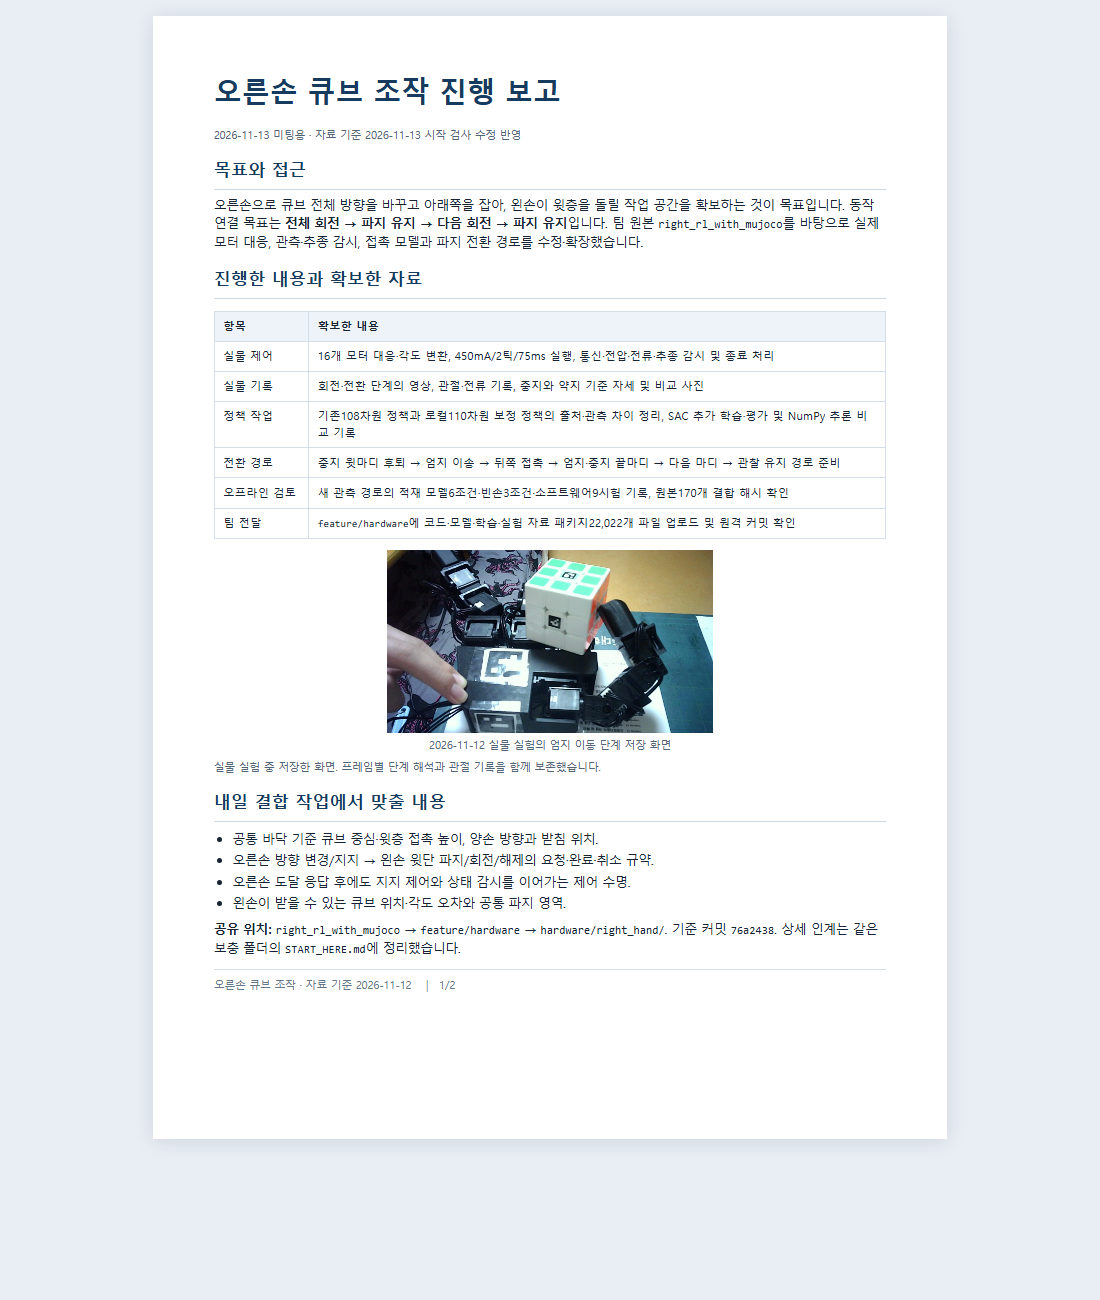 오른손 큐브 조작 진행 보고
2026-11-13 미팅용 · 자료 기준 2026-11-13 시작 검사 수정 반영
목표와 접근
오른손으로 큐브 전체 방향을 바꾸고 아래쪽을 잡아, 왼손이 윗층을 돌릴 작업 공간을 확보하는 것이 목표입니다. 동작
연결 목표는 전체 회전 → 파지 유지 → 다음 회전 → 파지 유지입니다. 팀 원본 right_rl_with_mujoco를 바탕으로 실제
모터 대응, 관측·추종 감시, 접촉 모델과 파지 전환 경로를 수정·확장했습니다.
진행한 내용과 확보한 자료
항목 확보한 내용
실물 제어 16개 모터 대응·각도 변환, 450mA/2틱/75ms 실행, 통신·전압·전류·추종 감시 및 종료 처리
실물 기록 회전·전환 단계의 영상, 관절·전류 기록, 중지와 약지 기준 자세 및 비교 사진
정책 작업 기존108차원 정책과 로컬110차원 보정 정책의 출처·관측 차이 정리, SAC 추가 학습·평가 및 NumPy 추론 비
교 기록
전환 경로 중지 윗마디 후퇴 → 엄지 이송 → 뒤쪽 접촉 → 엄지·중지 끝마디 → 다음 마디 → 관찰 유지 경로 준비
오프라인 검토 새 관측 경로의 적재 모델6조건·빈손3조건·소프트웨어9시험 기록, 원본170개 결합 해시 확인
팀 전달 feature/hardware에 코드·모델·학습·실험 자료 패키지22,022개 파일 업로드 및 원격 커밋 확인
2026-11-12 실물 실험의 엄지 이동 단계 저장 화면
실물 실험 중 저장한 화면. 프레임별 단계 해석과 관절 기록을 함께 보존했습니다.
내일 결합 작업에서 맞출 내용
• 공통 바닥 기준 큐브 중심·윗층 접촉 높이, 양손 방향과 받침 위치.
• 오른손 방향 변경/지지 → 왼손 윗단 파지/회전/해제의 요청·완료·취소 규약.
• 오른손 도달 응답 후에도 지지 제어와 상태 감시를 이어가는 제어 수명.
• 왼손이 받을 수 있는 큐브 위치·각도 오차와 공통 파지 영역.
공유 위치: right_rl_with_mujoco → feature/hardware → hardware/right_hand/. 기준 커밋 76a2438. 상세 인계는 같은
보충 폴더의 START_HERE.md에 정리했습니다.
오른손 큐브 조작 · 자료 기준 2026-11-12 | 1/2